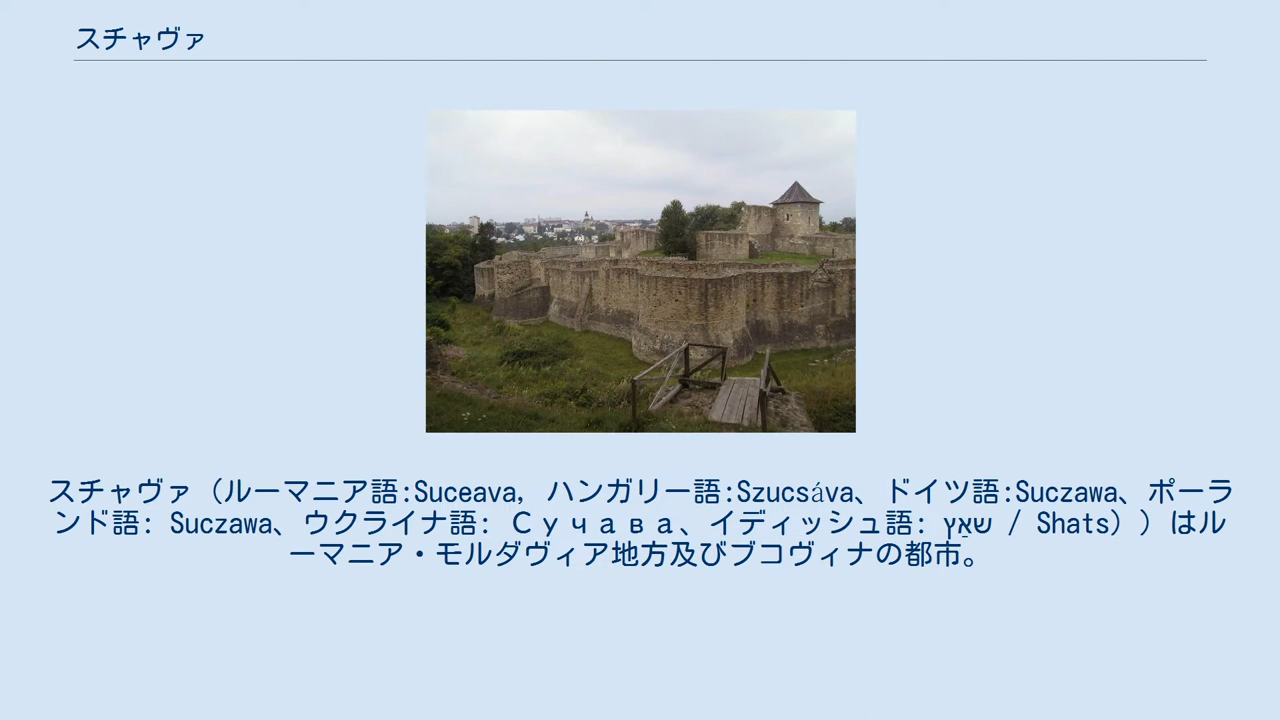 スチャヴァ
スチャヴァ（ルーマニア語:Suceava, ハンガリー語:Szucsáva、ドイツ語:Suczawa、ポーラ
ンド語: Suczawa、ウクライナ語: Ｓучава、イディッシュ語: שאַץ / Shats））はル
ーマニア・モルダヴィア地方及びブコヴィナの都市。